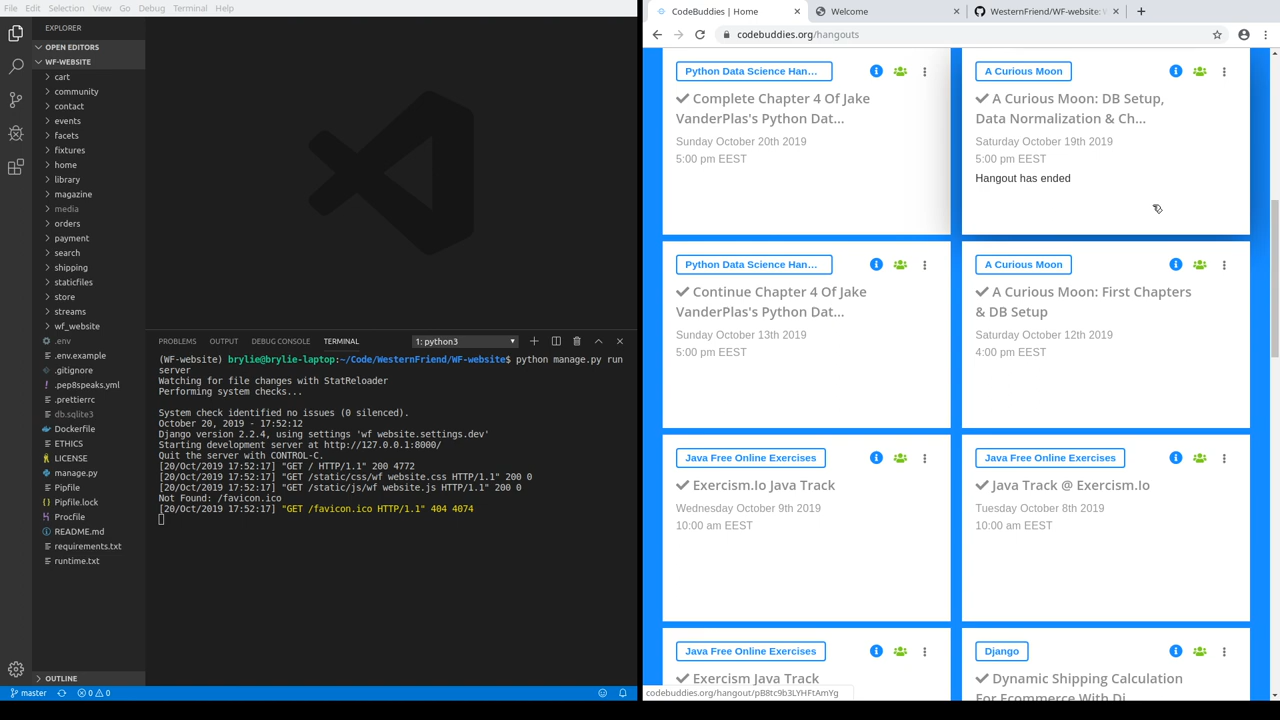 File Edit Selection View Go Debug Terminal Help
EXPLORER
OPEN EDITORS
WF-WEBSITE
cart
community
contact
events
facets
fixtures
home
library
magazine
media
orders
payment
search
shipping
staticfiles
store
streams
wf_website
.env
.env.example
.gitignore
.pep8speaks.yml
.prettierrc
db.sqlite3
Dockerfile
ETHICS
LICENSE
manage.py
Pipfile
Pipfile.lock
Procfile
README.md
requirements.txt
runtime.txt
OUTLINE
master
0 0
PROBLEMS OUTPUT DEBUG CONSOLE TERMINAL 1: python3
(WF-website) brylie@brylie-laptop:~/Code/WesternFriend/WF-website$ python manage.py run
server
Watching for file changes with StatReloader
Performing system checks...
System check identified no issues (0 silenced).
October 20, 2019 - 17:52:12
Django version 2.2.4, using settings 'wf website.settings.dev'
Starting development server at http://127.0.0.1:8000/
Quit the server with CONTROL-C.
[20/Oct/2019 17:52:17] "GET / HTTP/1.1" 200 4772
[20/Oct/2019 17:52:17] "GET /static/css/wf website.css HTTP/1.1" 200 0
[20/Oct/2019 17:52:17] "GET /static/js/wf website.js HTTP/1.1" 200 0
Not Found: /favicon.ico
[20/Oct/2019 17:52:17] "GET /favicon.ico HTTP/1.1" 404 4074
CodeBuddies | Home
Welcome
WesternFriend/WF-website:
codebuddies.org/hangouts
Python Data Science Han...
Complete Chapter 4 Of Jake
VanderPlas's Python Dat...
Sunday October 20th 2019
5:00 pm EEST
A Curious Moon
A Curious Moon: DB Setup,
Data Normalization & Ch...
Saturday October 19th 2019
5:00 pm EEST
Hangout has ended
Python Data Science Han...
Continue Chapter 4 Of Jake
VanderPlas's Python Dat...
Sunday October 13th 2019
5:00 pm EEST
A Curious Moon
A Curious Moon: First Chapters
& DB Setup
Saturday October 12th 2019
4:00 pm EEST
Java Free Online Exercises
Exercism.Io Java Track
Wednesday October 9th 2019
10:00 am EEST
Java Free Online Exercises
Java Track @ Exercism.Io
Tuesday October 8th 2019
10:00 am EEST
Java Free Online Exercises
Exercism Java Track
Django
Dynamic Shipping Calculation
For Ecommerce With Dj...
codebuddies.org/hangout/pB8tc9b3LYHFtAmYg